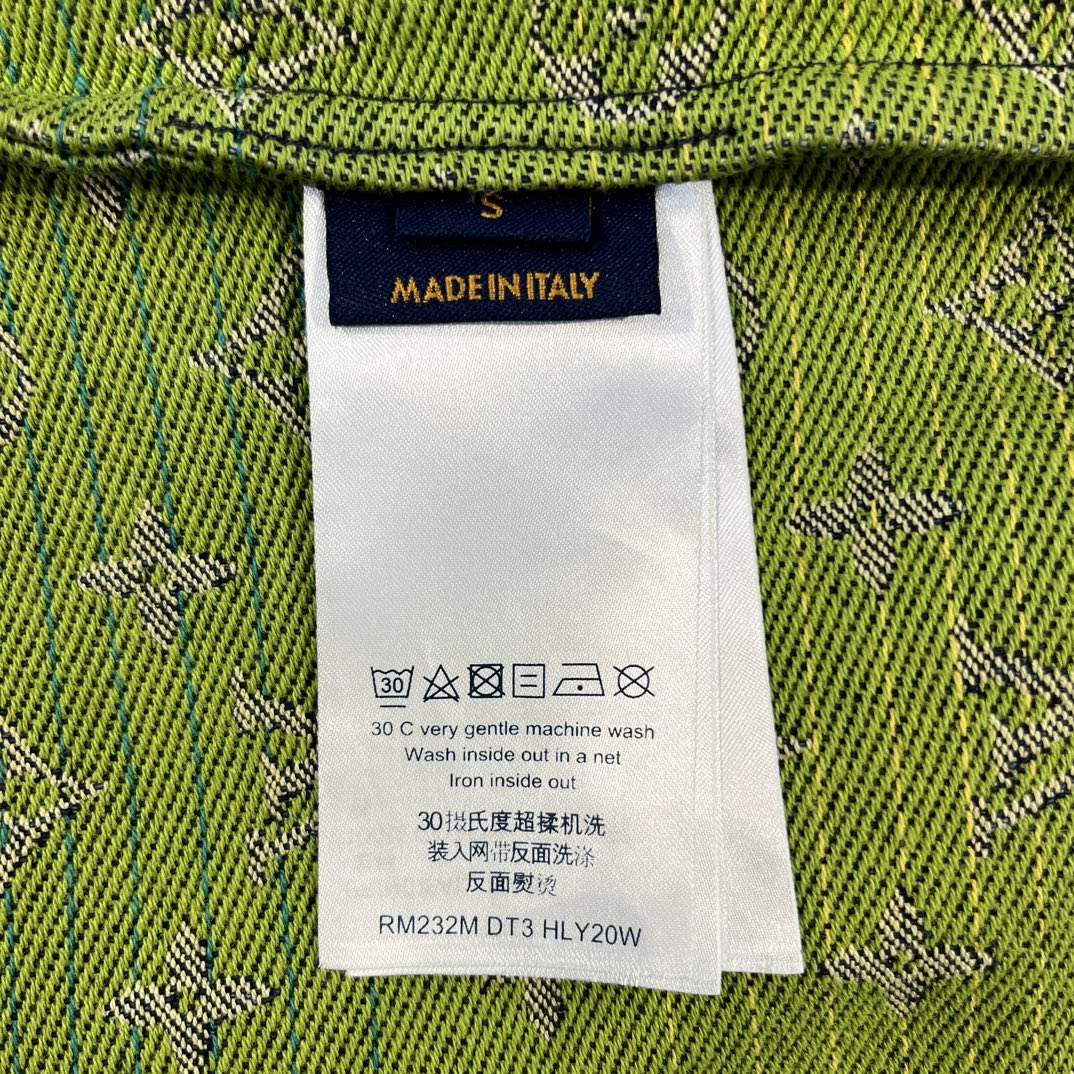 S
MADE IN ITALY
30
30 C very gentle machine wash
Wash inside out in a net
Iron inside out
30摄氏度超揉机洗
装入网带反面洗涤
反面熨烫
RM232M DT3 HLY20W